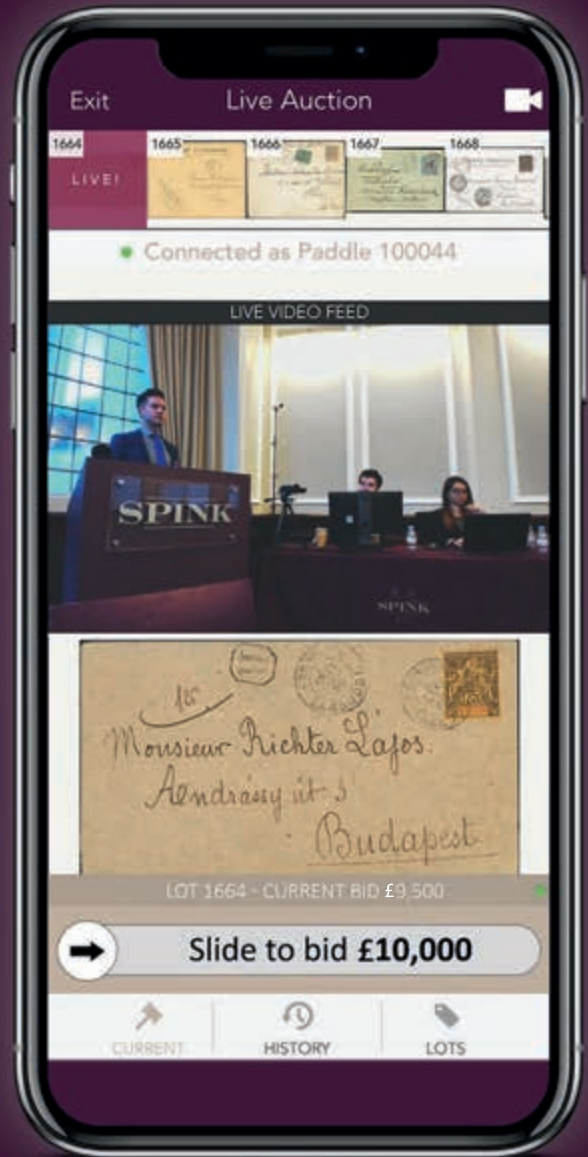 Exit Live Auction
1664 1665 1666 1667 1668
LIVE!
Connected as Paddle 100044
LIVE VIDEO FEED
SPINK
SPINK
Monsieur Richter Lajos.
Andrássy út 3
Budapest
LOT 1664 - CURRENT BID £9,500
Slide to bid £10,000
CURRENT HISTORY LOTS